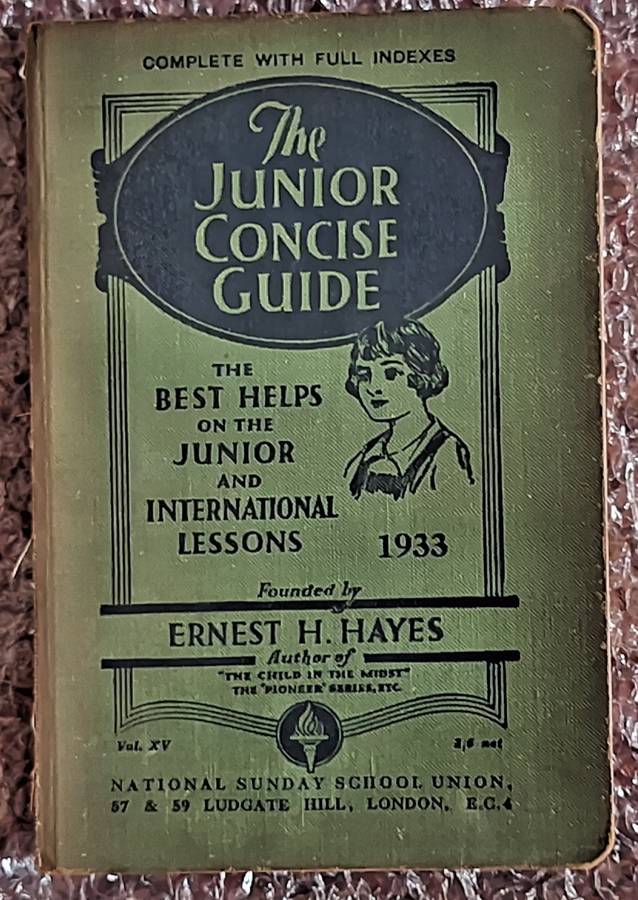 COMPLETE WITH FULL INDEXES
The
JUNIOR
CONCISE
GUIDE
THE
BEST HELPS
ON THE
JUNIOR
AND
INTERNATIONAL
LESSONS
1933
Founded by
ERNEST H. HAYES
Author of
"THE CHILD IN THE MIDST"
THE "PIONEER" SERIES, ETC.
Vol. XV
2/6 net
NATIONAL SUNDAY SCHOOL UNION,
57 & 59 LUDGATE HILL, LONDON, E.C.4